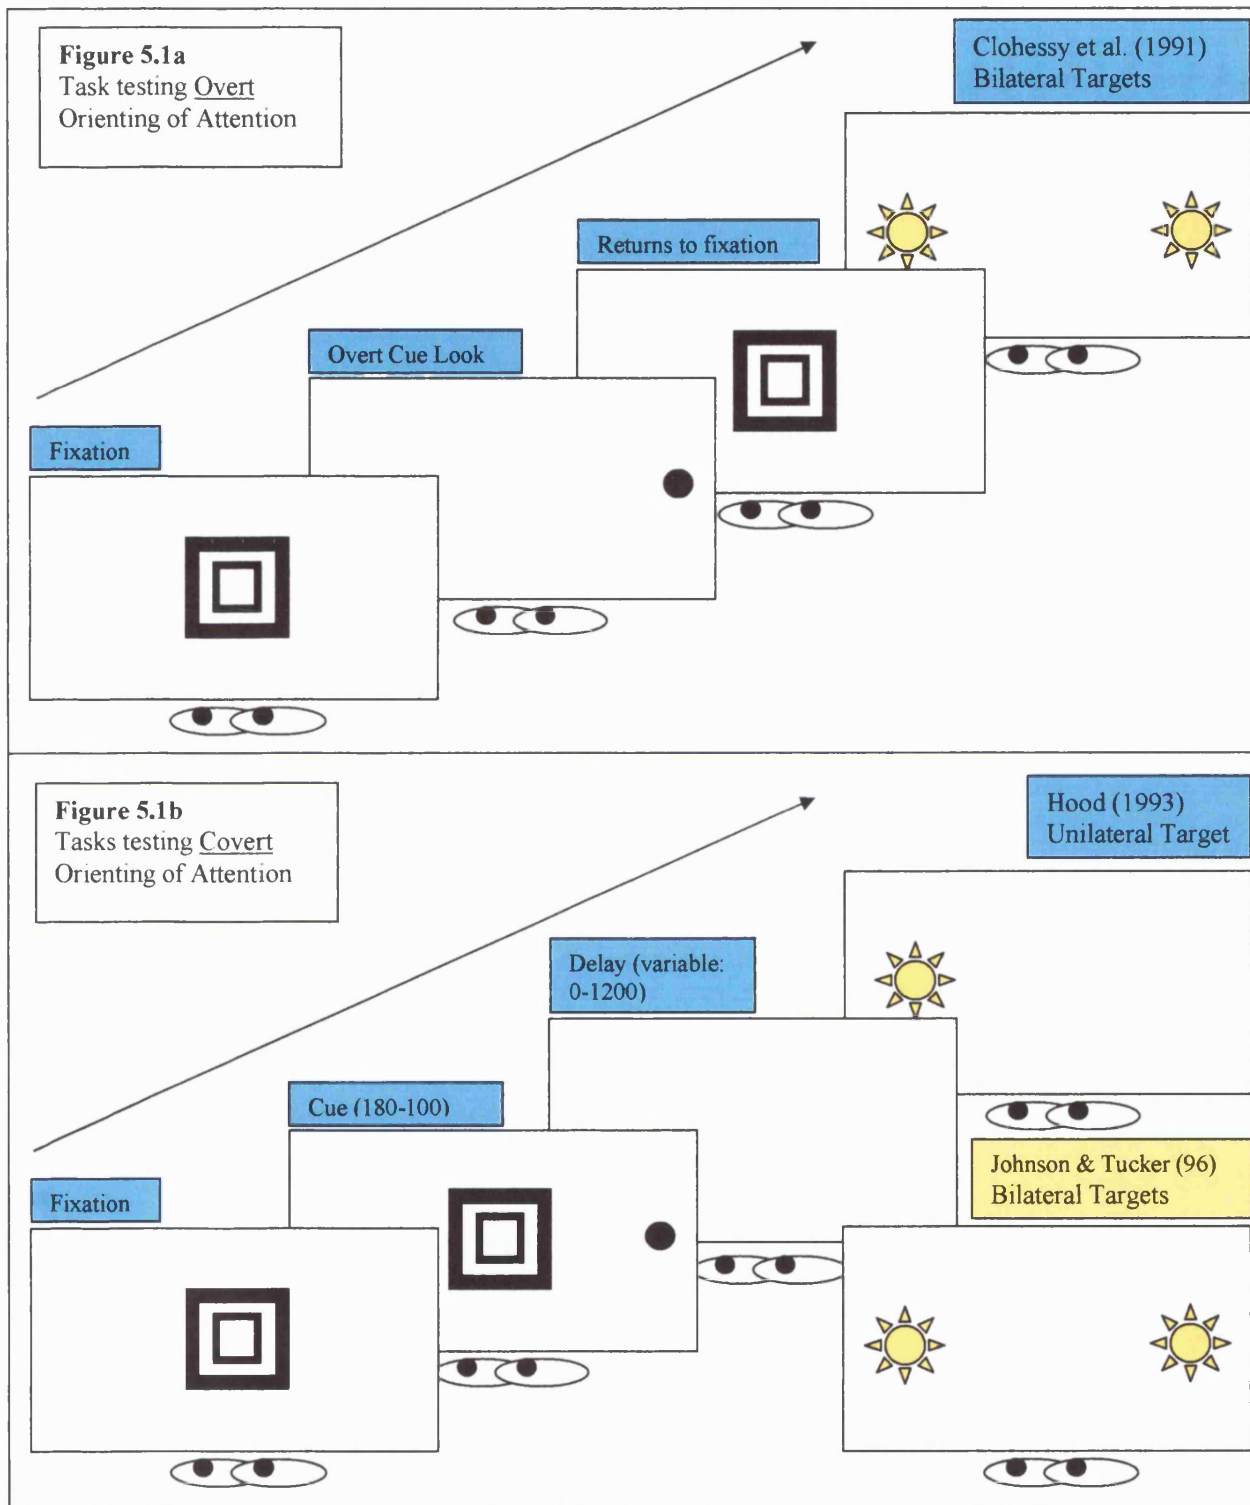 Figure 5.1a
Task testing Overt
Orienting of Attention
Clohessy et al. (1991)
Bilateral Targets
Returns to fixation
Overt Cue Look
Fixation
Figure 5.1b
Tasks testing Covert
Orienting of Attention
Hood (1993)
Unilateral Target
Delay (variable:
0-1200)
Cue (180-100)
Johnson & Tucker (96)
Bilateral Targets
Fixation